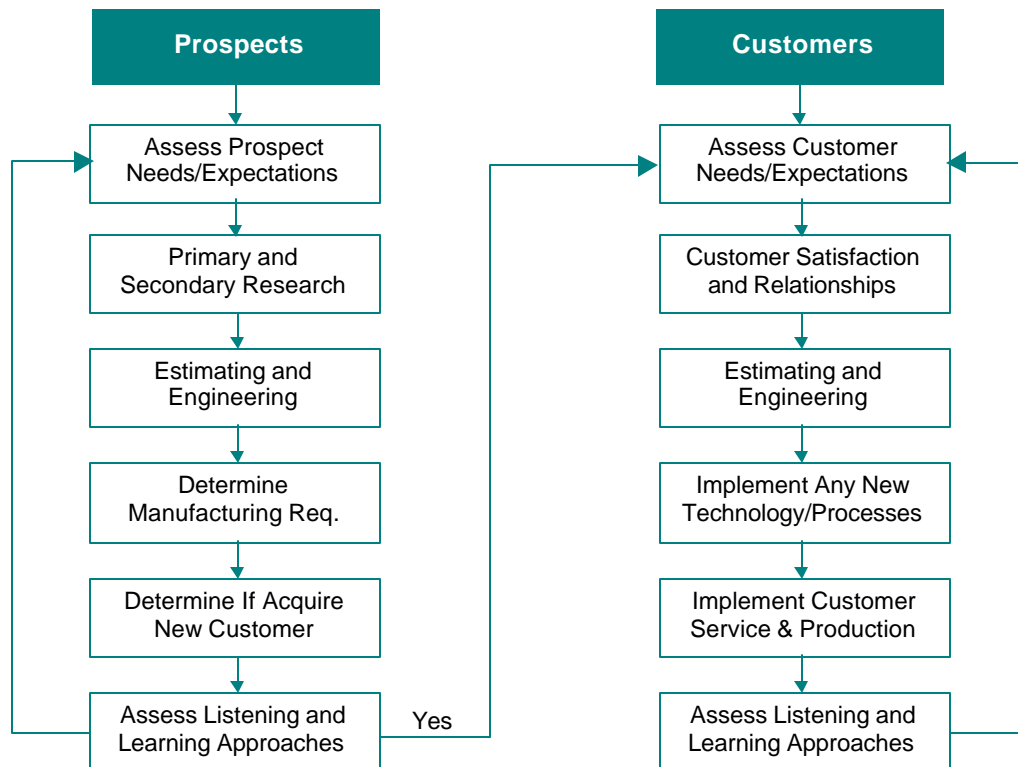 Prospects
Assess Prospect
Needs/Expectations
Primary and
Secondary Research
Estimating and
Engineering
Determine
Manufacturing Req.
Determine If Acquire
New Customer
Assess Listening and
Learning Approaches
Yes
Customers
Assess Customer
Needs/Expectations
Customer Satisfaction
and Relationships
Estimating and
Engineering
Implement Any New
Technology/Processes
Implement Customer
Service & Production
Assess Listening and
Learning Approaches